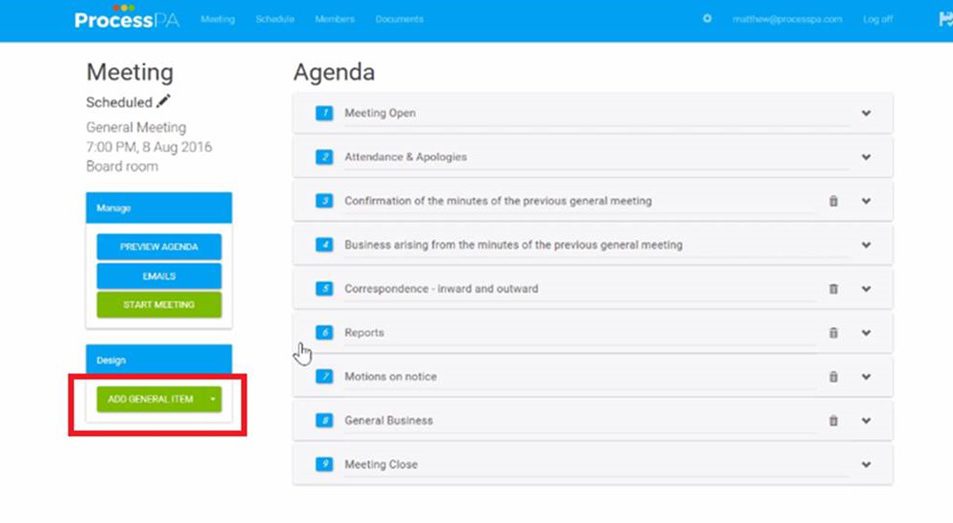 ProcessPA Meeting Schedule Members Documents matthew@processpa.com Log off
Meeting
Scheduled
General Meeting
7:00 PM, 8 Aug 2016
Board room
Manage
PREVIEW AGENDA
EMAILS
START MEETING
Design
ADD GENERAL ITEM
Agenda
1 Meeting Open
2 Attendance & Apologies
3 Confirmation of the minutes of the previous general meeting
4 Business arising from the minutes of the previous general meeting
5 Correspondence - inward and outward
6 Reports
7 Motions on notice
8 General Business
9 Meeting Close